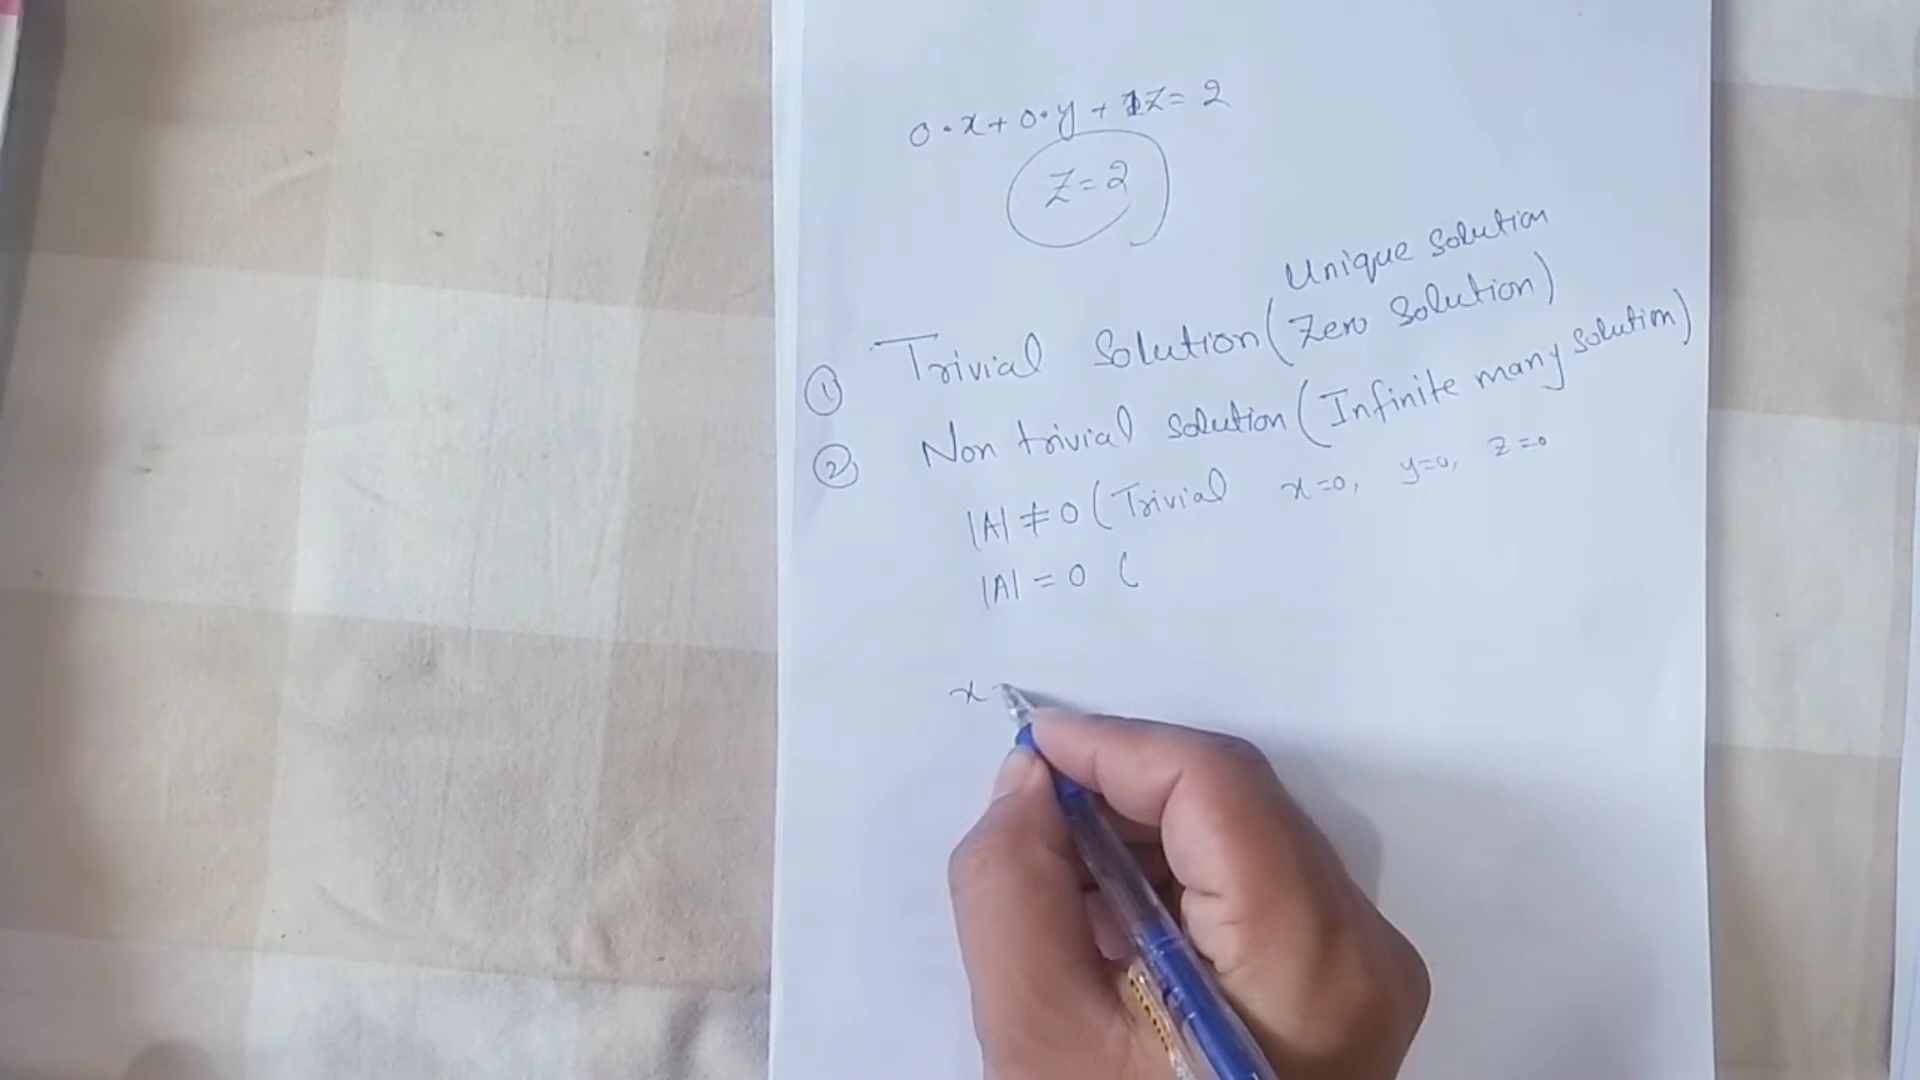 0·x+0·y+1z=2
z=2
Unique solution
① Trivial Solution(Zero Solution)
② Non trivial solution(Infinite many solution)
|A|≠0(Trivial x=0, y=0, z=0
|A|=0 (
x